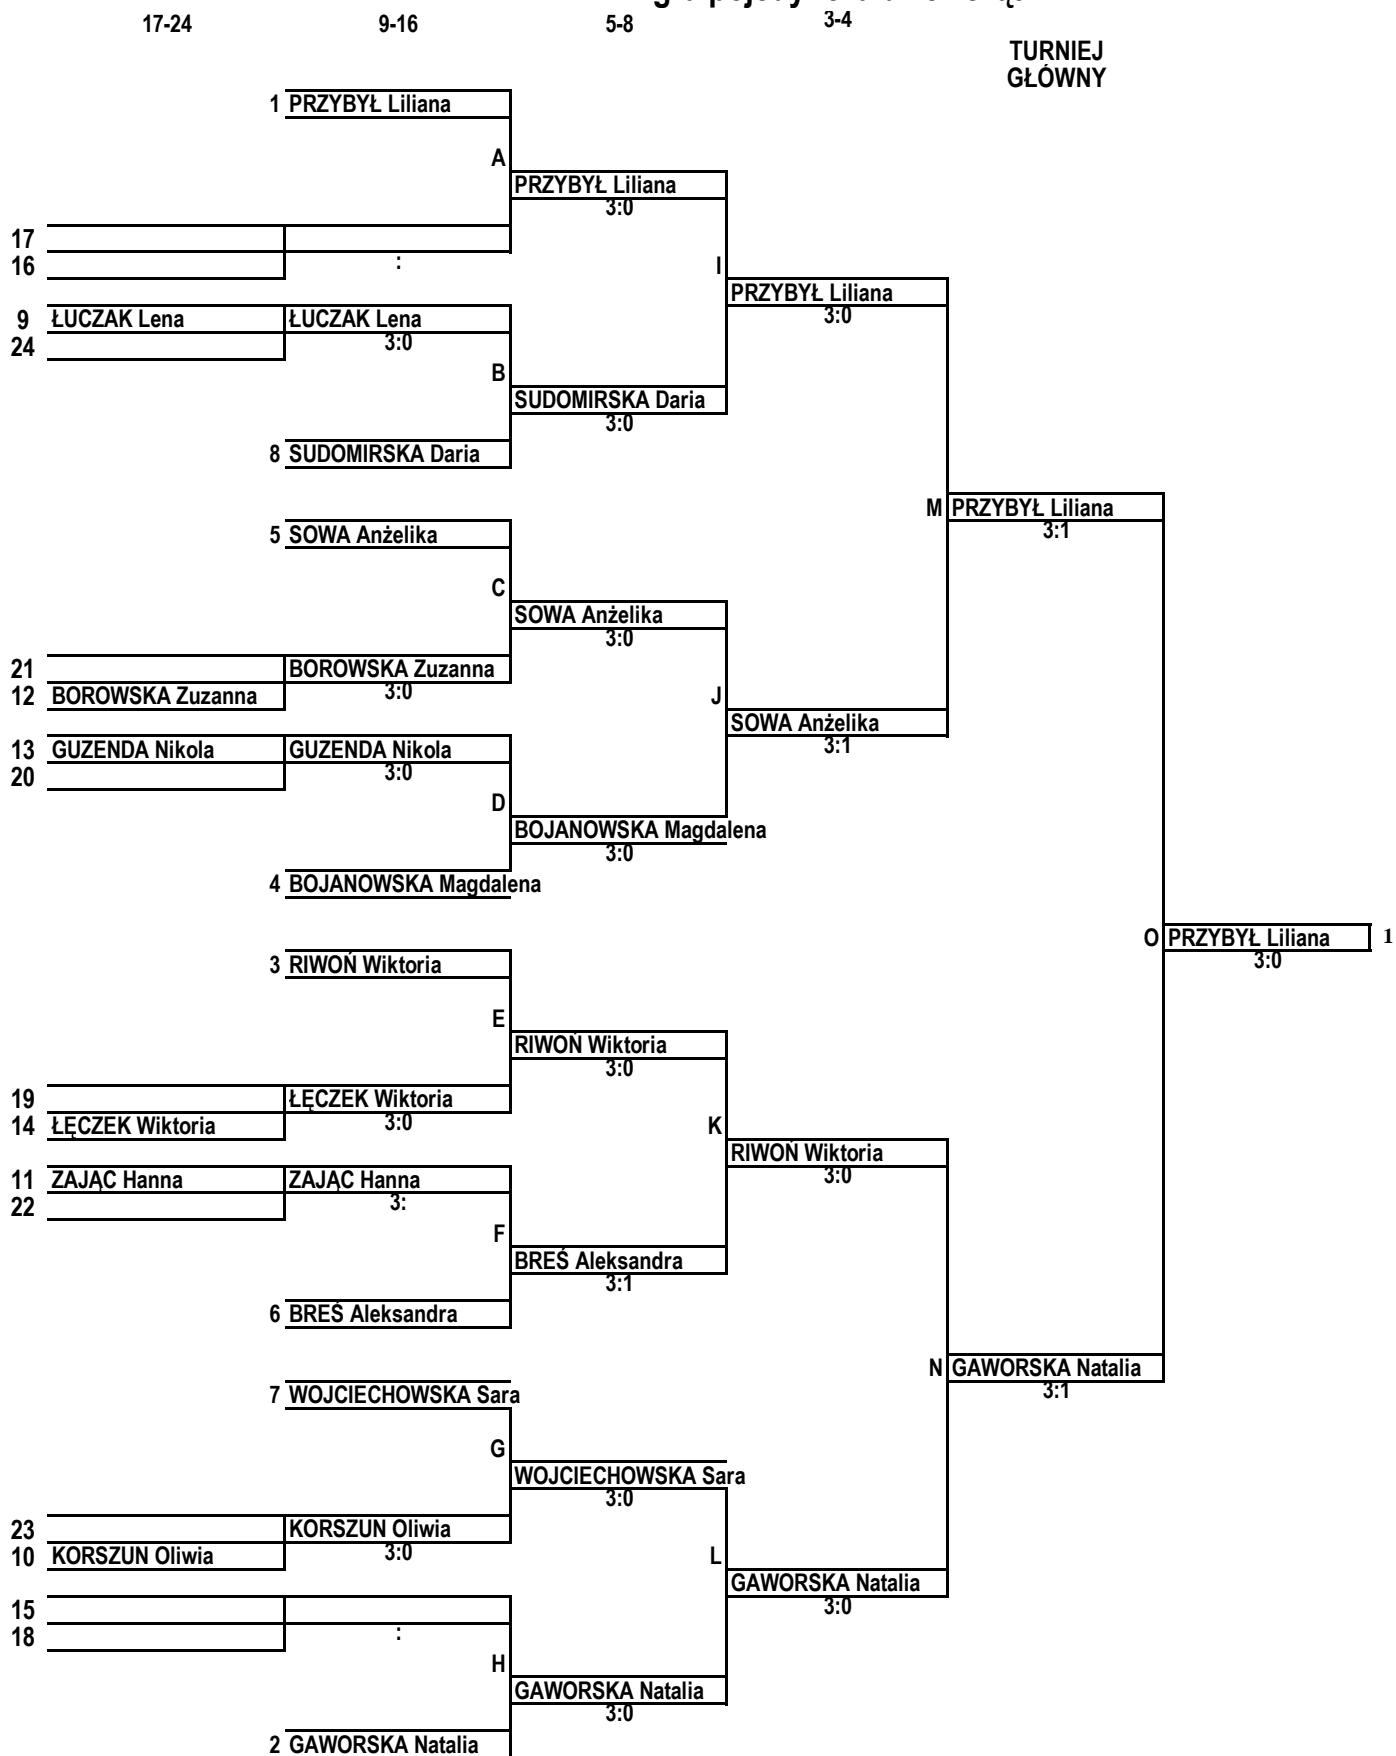 17-24 9-16 5-8 3-4
TURNIEJ
GŁÓWNY
1 PRZYBYŁ Liliana
A
PRZYBYŁ Liliana
3:0
17
16 :
I
PRZYBYŁ Liliana
3:0
9 ŁUCZAK Lena ŁUCZAK Lena
24 3:0
B
SUDOMIRSKA Daria
3:0
8 SUDOMIRSKA Daria
M PRZYBYŁ Liliana
3:1
5 SOWA Anżelika
C
SOWA Anżelika
3:0
21 BOROWSKA Zuzanna
12 BOROWSKA Zuzanna 3:0
J
SOWA Anżelika
3:1
13 GUZENDA Nikola GUZENDA Nikola
20 3:0
D
BOJANOWSKA Magdalena
3:0
4 BOJANOWSKA Magdalena
O PRZYBYŁ Liliana 1
3:0
3 RIWOŃ Wiktoria
E
RIWOŃ Wiktoria
3:0
19 ŁĘCZEK Wiktoria
14 ŁĘCZEK Wiktoria 3:0
K
RIWOŃ Wiktoria
3:0
11 ZAJĄC Hanna ZAJĄC Hanna
22 3:
F
BREŚ Aleksandra
3:1
6 BREŚ Aleksandra
N GAWORSKA Natalia
3:1
7 WOJCIECHOWSKA Sara
G
WOJCIECHOWSKA Sara
3:0
23 KORSZUN Oliwia
10 KORSZUN Oliwia 3:0
L
GAWORSKA Natalia
3:0
15
18 :
H
GAWORSKA Natalia
3:0
2 GAWORSKA Natalia